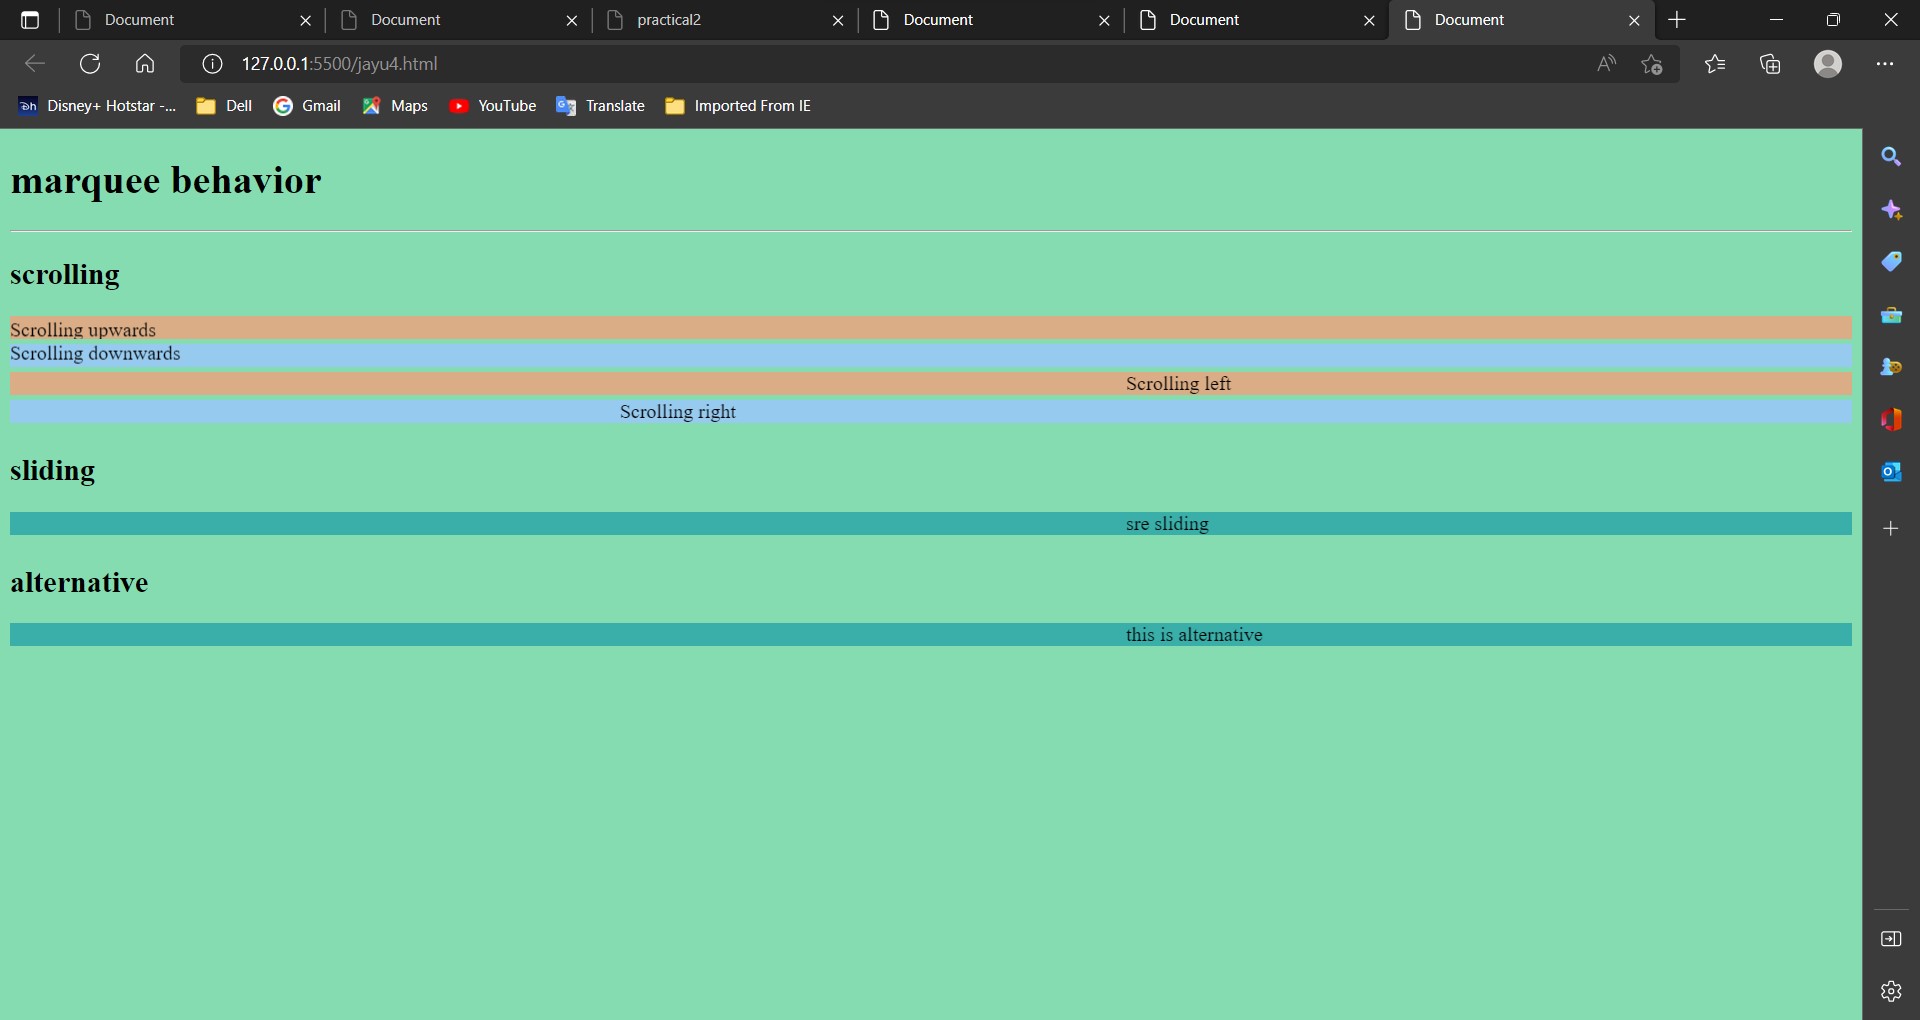 Document Document practical2 Document Document Document
127.0.0.1:5500/jayu4.html
Disney+ Hotstar -... Dell Gmail Maps YouTube Translate Imported From IE
marquee behavior
scrolling
Scrolling upwards
Scrolling downwards
Scrolling left
Scrolling right
sliding
sre sliding
alternative
this is alternative